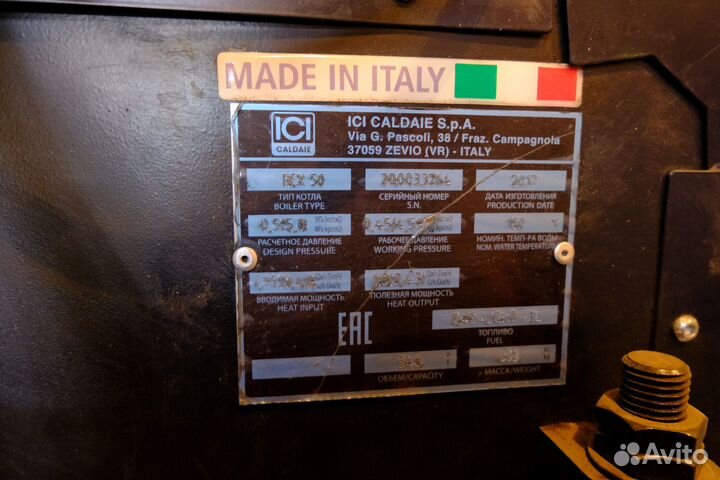 MADE IN ITALY
ICI
CALDAIE
ICI CALDAIE S.p.A.
Via G. Pascoli, 38 / Fraz. Campagnola
37059 ZEVIO (VR) - ITALY
REX 50
200033264
2017
ТИП КОТЛА
BOILER TYPE
СЕРИЙНЫЙ НОМЕР
S.N.
ДАТА ИЗГОТОВЛЕНИЯ
PRODUCTION DATE
РАСЧЕТНОЕ ДАВЛЕНИЕ
DESIGN PRESSURE
РАБОЧЕЕ ДАВЛЕНИЕ
WORKING PRESSURE
НОМИН. ТЕМП-РА ВОДЫ
NOM. WATER TEMPERATURE
ВВОДИМАЯ МОЩНОСТЬ
HEAT INPUT
ПОЛЕЗНАЯ МОЩНОСТЬ
HEAT OUTPUT
EAC
ТОПЛИВО
FUEL
ОБЪЕМ/CAPACITY
МАССА/WEIGHT
Avito